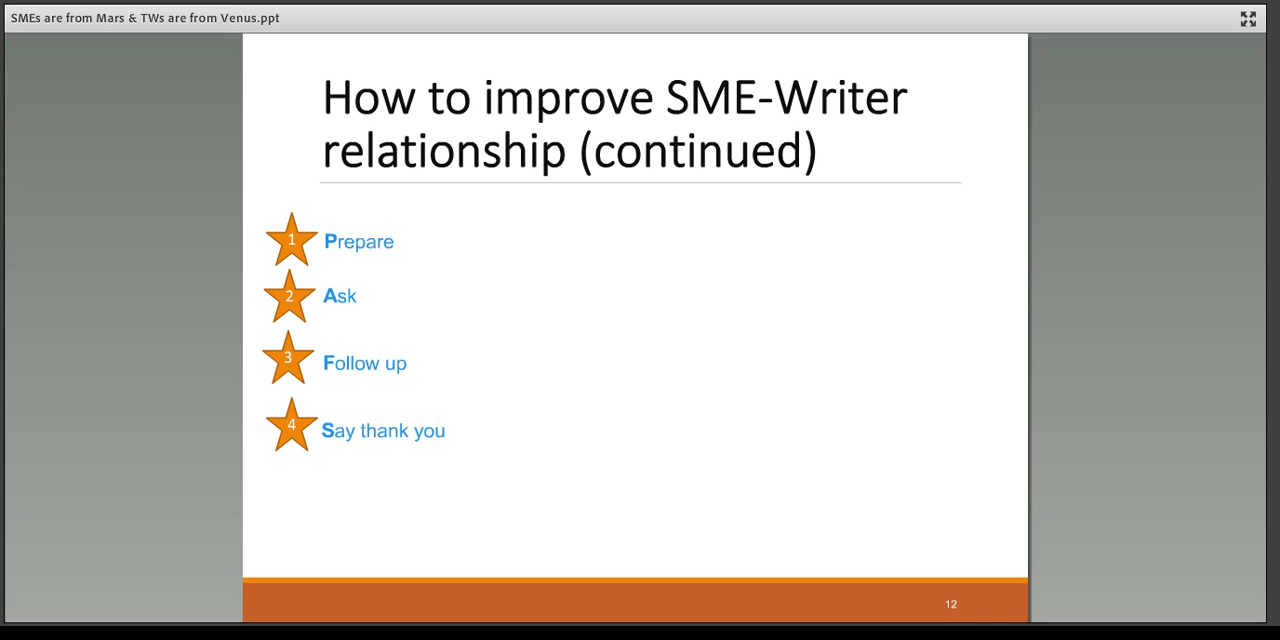 SMEs are from Mars & TWs are from Venus.ppt
How to improve SME-Writer
relationship (continued)
1 Prepare
2 Ask
3 Follow up
4 Say thank you
12